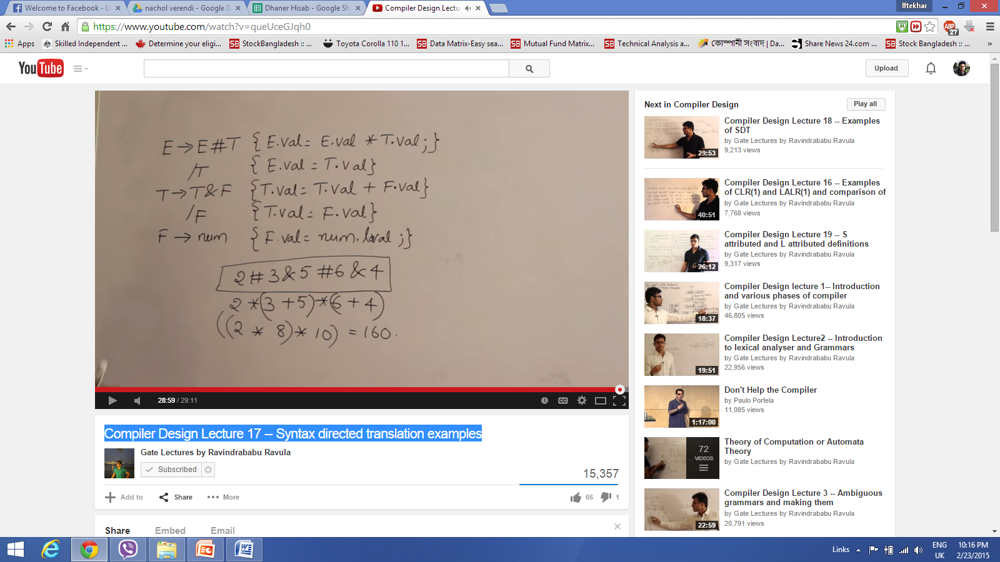 Welcome to Facebook - L
nachol verendi - Google D
Dhaner Hisab - Google Sh
Compiler Design Lectu
Iftekhar
https://www.youtube.com/watch?v=queUceGJqh0
ABP
27
Apps
Skilled Independent ...
Determine your eligi...
SB
StockBangladesh :: ...
Toyota Corolla 110 1...
SB
Data Matrix-Easy sea...
SB
Mutual Fund Matrix...
SB
Technical Analysis a...
কোম্পানী সংবাদ | Da...
Share News 24.com ...
SB
Stock Bangladesh :: ...
»
YouTube
Upload
E → E # T { E.val = E.val * T.val ; }
/T { E.val = T.val }
T → T & F { T.val = T.val + F.val }
/F { T.val = F.val }
F → num { F.val = num.lval ; }
2 # 3 & 5 # 6 & 4
2 * (3 + 5) * (6 + 4)
((2 * 8) * 10) = 160.
28:59 / 29:11
CC
Compiler Design Lecture 17 -- Syntax directed translation examples
Gate Lectures by Ravindrababu Ravula
Subscribed
15,357
Add to
Share
More
66
1
Share
Embed
Email
Next in Compiler Design
Play all
29:53
Compiler Design Lecture 18 -- Examples
of SDT
by Gate Lectures by Ravindrababu Ravula
9,213 views
40:51
Compiler Design Lecture 16 -- Examples
of CLR(1) and LALR(1) and comparison of
by Gate Lectures by Ravindrababu Ravula
7,768 views
26:12
Compiler Design Lecture 19 -- S
attributed and L attributed definitions
by Gate Lectures by Ravindrababu Ravula
9,317 views
18:37
Compiler Design lecture 1-- Introduction
and various phases of compiler
by Gate Lectures by Ravindrababu Ravula
46,805 views
19:51
Compiler Design Lecture2 -- Introduction
to lexical analyser and Grammars
by Gate Lectures by Ravindrababu Ravula
22,956 views
1:17:00
Don't Help the Compiler
by Paulo Portela
11,085 views
72
VIDEOS
Theory of Computation or Automata
Theory
by Gate Lectures by Ravindrababu Ravula
22:59
Compiler Design Lecture 3 -- Ambiguous
grammars and making them
by Gate Lectures by Ravindrababu Ravula
20,791 views
Links
ENG
UK
10:16 PM
2/23/2015